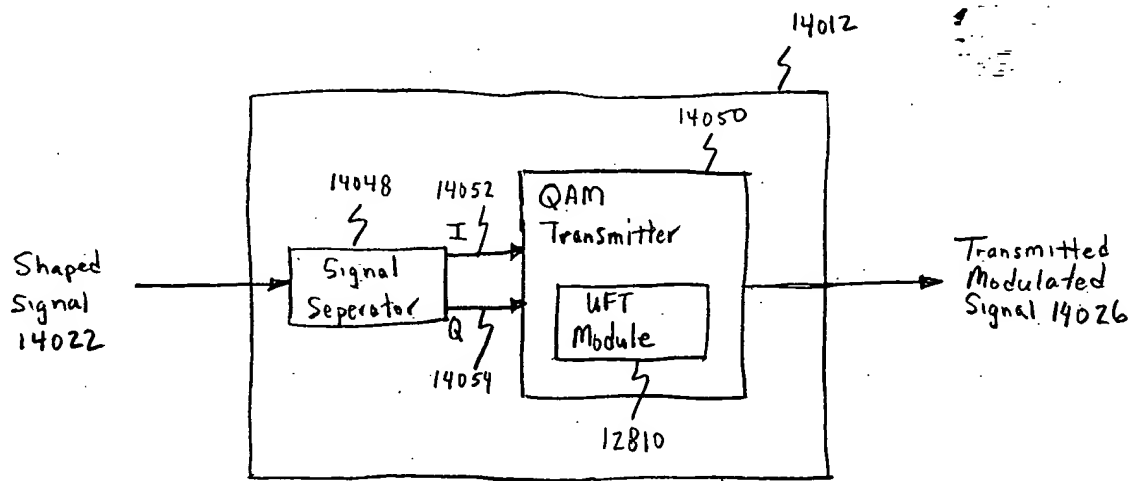 14012
14050
14048
14052
I
QAM
Transmitter
Shaped
Signal
14022
Signal
Seperator
Transmitted
Modulated
Signal 14026
UFT
Module
Q
14054
12810